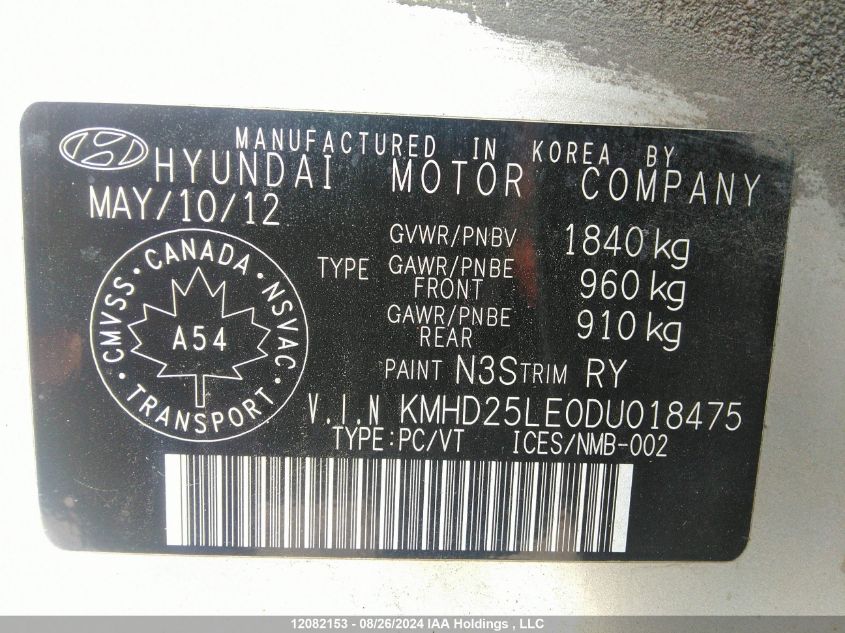 MANUFACTURED IN KOREA BY
HYUNDAI MOTOR COMPANY
MAY/10/12
GVWR/PNBV 1840 kg
TYPE GAWR/PNBE FRONT 960 kg
GAWR/PNBE REAR 910 kg
CMVSS · CANADA · NSVAC · TRANSPORT ·
A54
PAINT N3S TRIM RY
V.I.N KMHD25LE0DU018475
TYPE:PC/VT ICES/NMB-002
12082153 - 08/26/2024 IAA Holdings , LLC